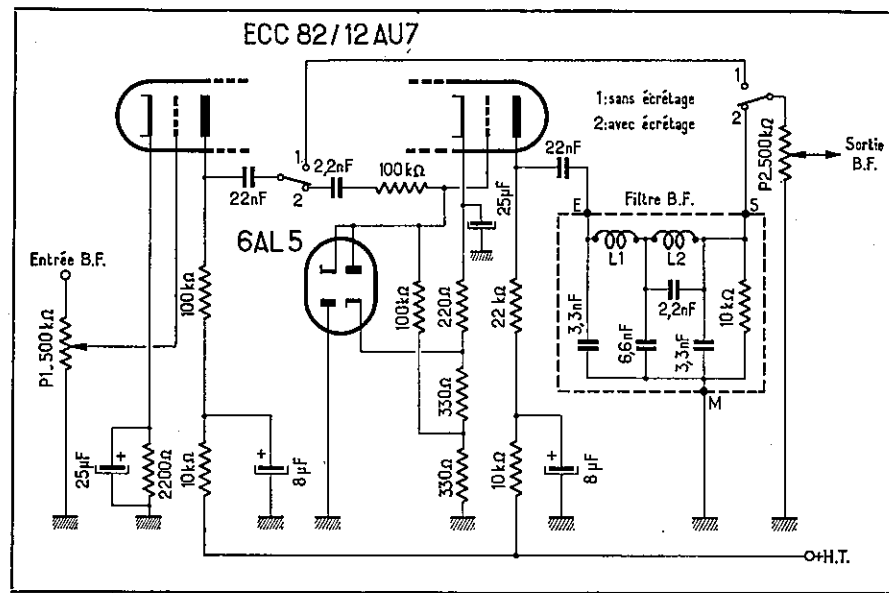 ECC 82/12 AU7
1
1:sans écrêtage
2:avec écrêtage
2
P2.500kΩ
Sortie
B.F.
22nF
1
2
2,2nF
100kΩ
25µF
22nF
E
Filtre B.F.
S
L1
L2
2,2nF
3,3nF
6,6nF
3,3nF
10kΩ
M
6AL5
Entrée B.F.
P1.500kΩ
100kΩ
100kΩ
220Ω
22kΩ
330Ω
25µF
+
2200Ω
10kΩ
+
8µF
330Ω
10kΩ
+
8µF
+H.T.